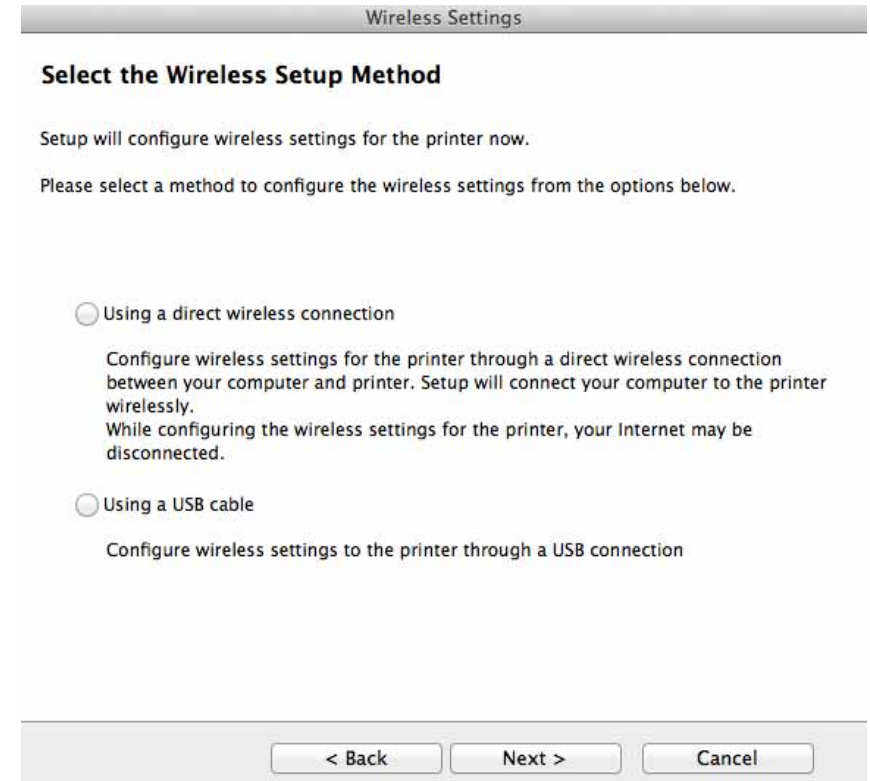 Wireless Settings
Select the Wireless Setup Method
Setup will configure wireless settings for the printer now.
Please select a method to configure the wireless settings from the options below.
Using a direct wireless connection
Configure wireless settings for the printer through a direct wireless connection
between your computer and printer. Setup will connect your computer to the printer
wirelessly.
While configuring the wireless settings for the printer, your Internet may be
disconnected.
Using a USB cable
Configure wireless settings to the printer through a USB connection
< Back
Next >
Cancel